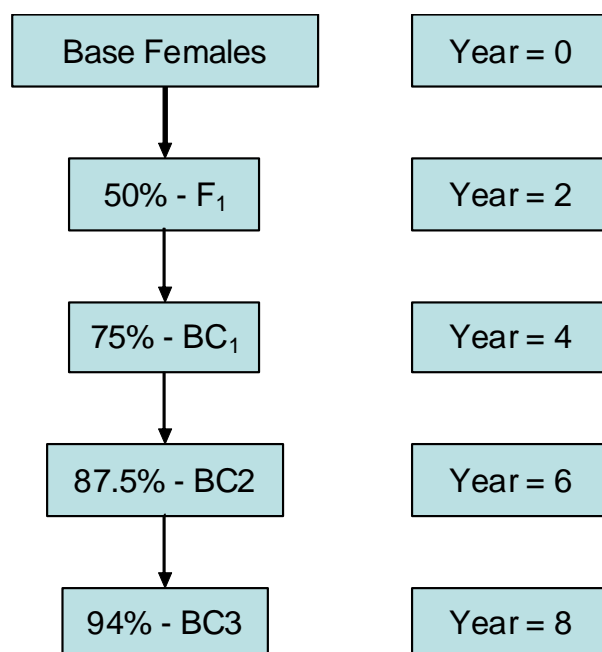 Base Females
Year = 0
50% - F₁
Year = 2
75% - BC₁
Year = 4
87.5% - BC2
Year = 6
94% - BC3
Year = 8